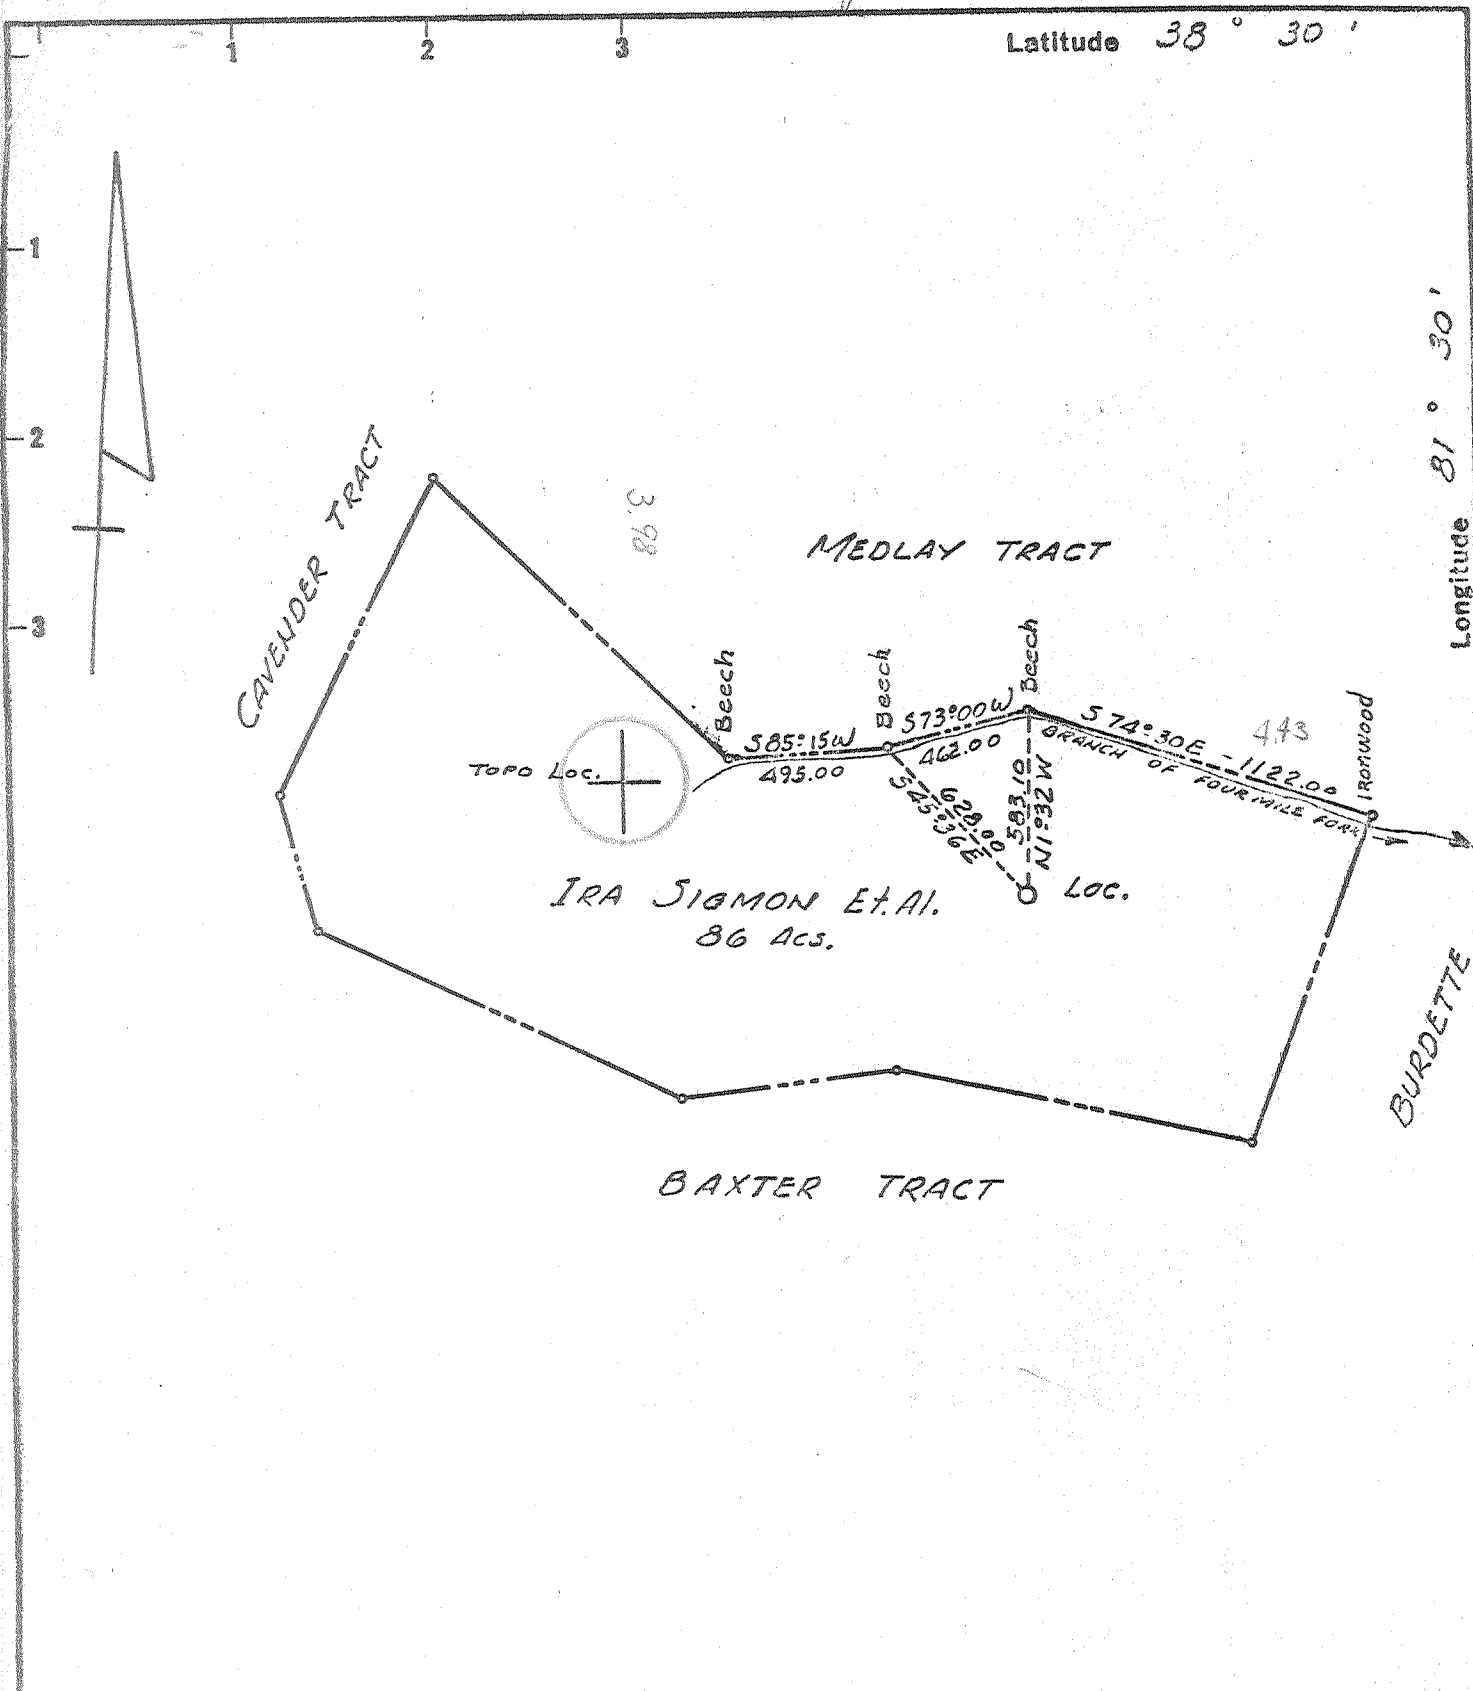 1 2 3 Latitude 38° 30'
1
2
3
Longitude 81° 30'
CAVENDER TRACT
3.98
MEDLAY TRACT
Beech
Beech
Beech
Ironwood
S85°15W
495.00
S73°00W
462.00
S74°30E - 1122.00
4.43
BRANCH OF FOUR MILE FORK
TOPO LOC.
628.00
S45°36E
583.10
N1°32W
LOC.
IRA SIGMON Et.Al.
86 Acs.
BURDETTE
BAXTER TRACT